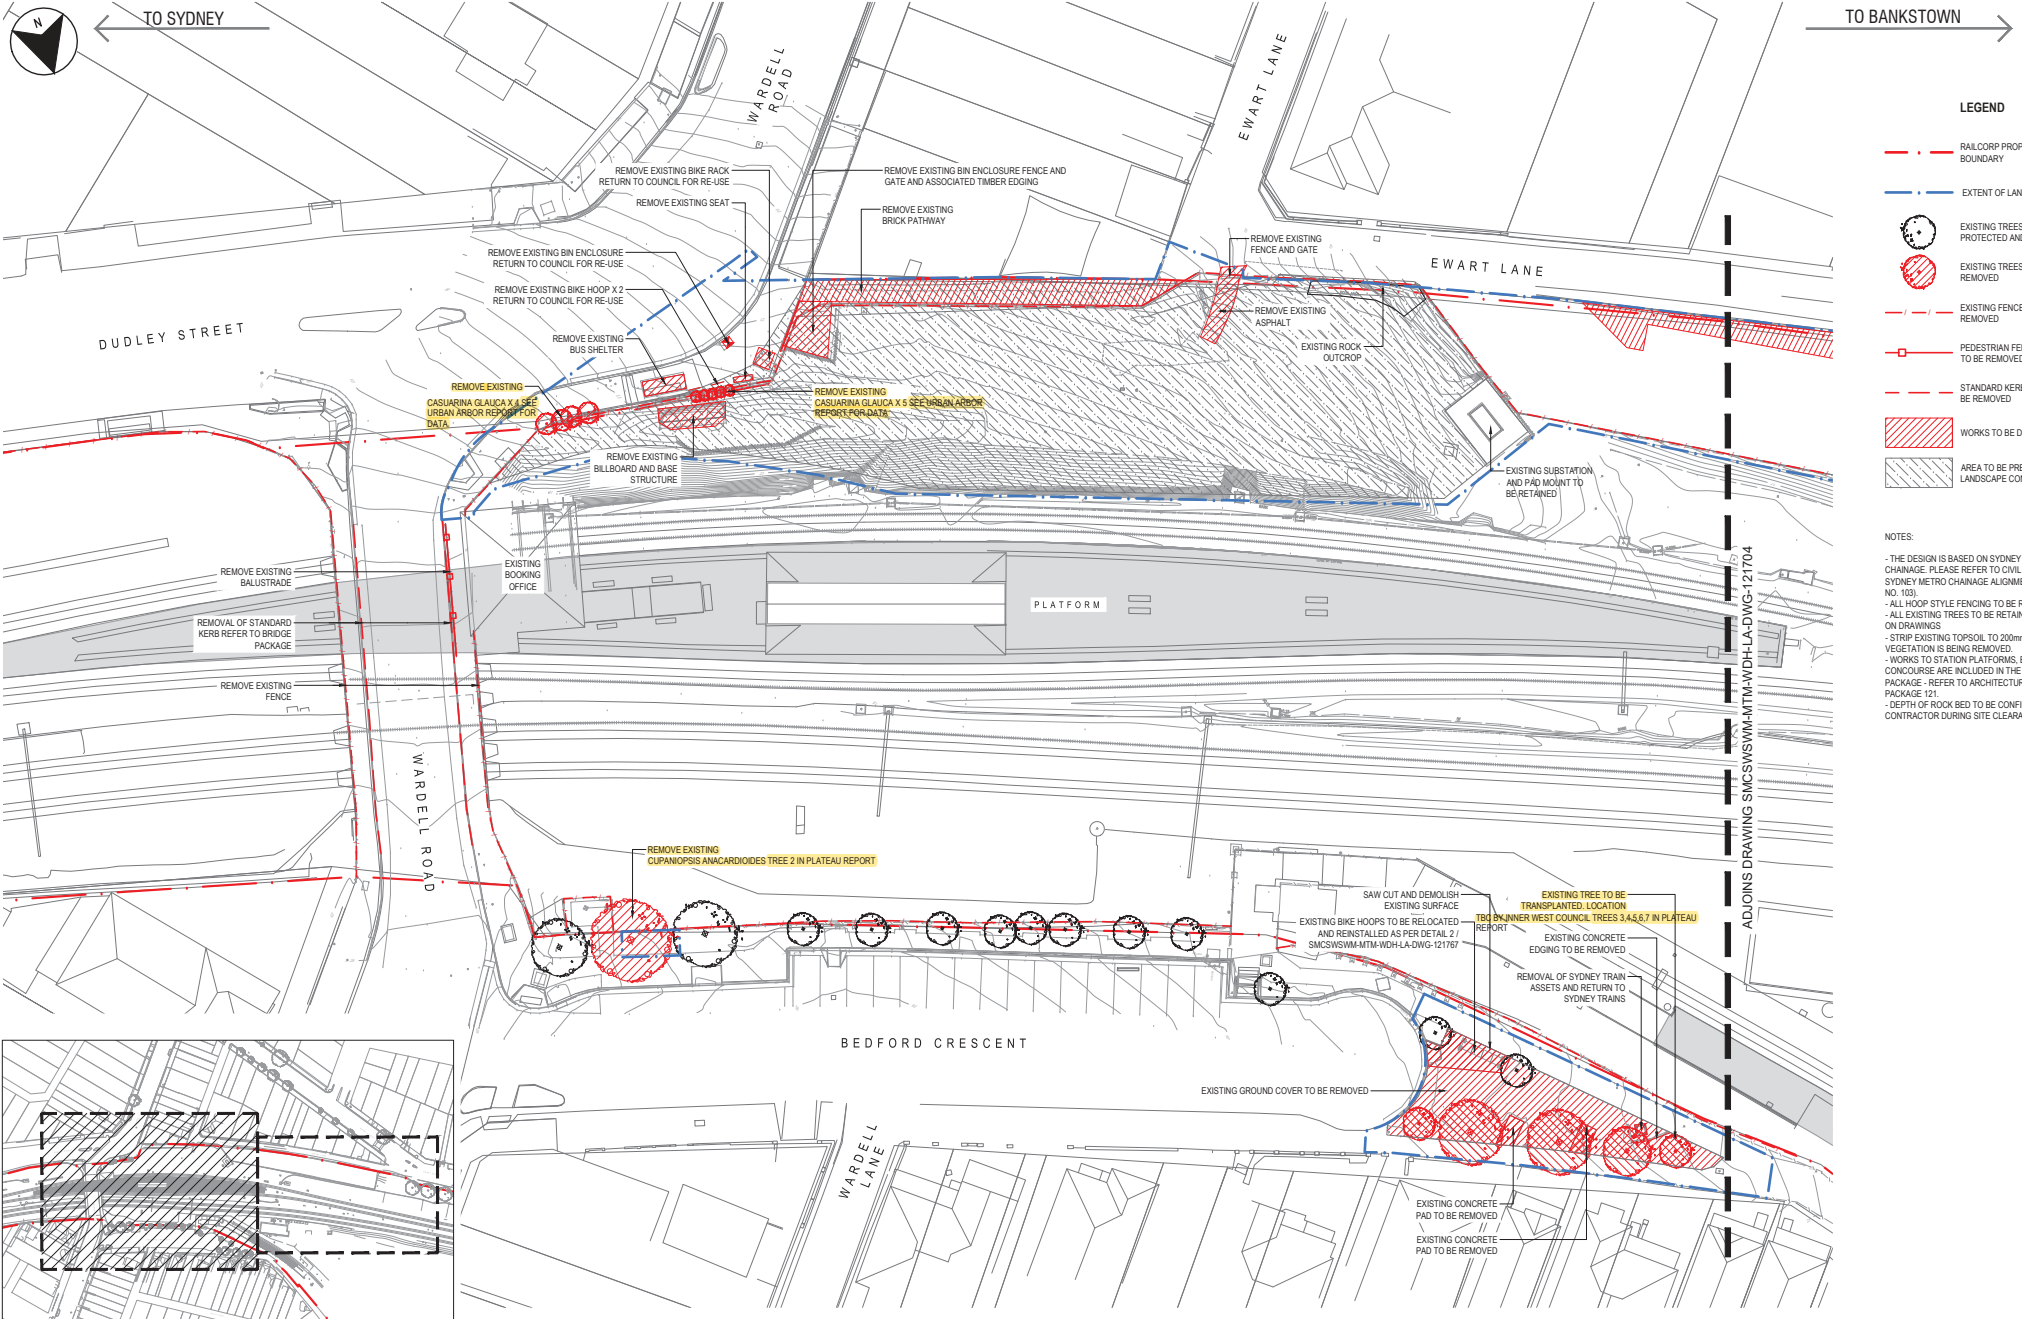 N
TO SYDNEY
TO BANKSTOWN
WARDELL
ROAD
EWART LANE
REMOVE EXISTING BIKE RACK
RETURN TO COUNCIL FOR RE-USE
REMOVE EXISTING SEAT
REMOVE EXISTING BIN ENCLOSURE FENCE AND
GATE AND ASSOCIATED TIMBER EDGING
REMOVE EXISTING
BRICK PATHWAY
REMOVE EXISTING BIN ENCLOSURE
RETURN TO COUNCIL FOR RE-USE
REMOVE EXISTING BIKE HOOP X 2
RETURN TO COUNCIL FOR RE-USE
REMOVE EXISTING
FENCE AND GATE
EWART LANE
REMOVE EXISTING
ASPHALT
EXISTING ROCK
OUTCROP
DUDLEY STREET
REMOVE EXISTING
BUS SHELTER
REMOVE EXISTING
CASUARINA GLAUCA X 4 SEE
URBAN ARBOR REPORT FOR
DATA
REMOVE EXISTING
CASUARINA GLAUCA X 5 SEE URBAN ARBOR
REPORT FOR DATA
REMOVE EXISTING
BILLBOARD AND BASE
STRUCTURE
EXISTING SUBSTATION
AND PAD MOUNT TO
BE RETAINED
REMOVE EXISTING
BALUSTRADE
EXISTING
BOOKING
OFFICE
PLATFORM
REMOVAL OF STANDARD
KERB REFER TO BRIDGE
PACKAGE
REMOVE EXISTING
FENCE
WARDELL ROAD
REMOVE EXISTING
CUPANIOPSIS ANACARDIOIDES TREE 2 IN PLATEAU REPORT
SAW CUT AND DEMOLISH
EXISTING SURFACE
EXISTING BIKE HOOPS TO BE RELOCATED
AND REINSTALLED AS PER DETAIL 2 /
SMCSWSWM-MTM-WDH-LA-DWG-121767
EXISTING TREE TO BE
TRANSPLANTED. LOCATION
TBC BY INNER WEST COUNCIL TREES 3,4,5,6,7 IN PLATEAU
REPORT
EXISTING CONCRETE
EDGING TO BE REMOVED
REMOVAL OF SYDNEY TRAIN
ASSETS AND RETURN TO
SYDNEY TRAINS
BEDFORD CRESCENT
EXISTING GROUND COVER TO BE REMOVED
WARDELL
LANE
EXISTING CONCRETE
PAD TO BE REMOVED
EXISTING CONCRETE
PAD TO BE REMOVED
ADJOINS DRAWING SMCSWSWM-MTM-WDH-LA-DWG-121704
LEGEND
RAILCORP PROP
BOUNDARY
EXTENT OF LAN
EXISTING TREES
PROTECTED AND
EXISTING TREES
REMOVED
EXISTING FENCE
REMOVED
PEDESTRIAN FE
TO BE REMOVED
STANDARD KERB
BE REMOVED
WORKS TO BE D
AREA TO BE PRE
LANDSCAPE CON
NOTES:
- THE DESIGN IS BASED ON SYDNEY
CHAINAGE. PLEASE REFER TO CIVIL
SYDNEY METRO CHAINAGE ALIGNME
NO. 103).
- ALL HOOP STYLE FENCING TO BE R
- ALL EXISTING TREES TO BE RETAIN
ON DRAWINGS
- STRIP EXISTING TOPSOIL TO 200mm
VEGETATION IS BEING REMOVED.
- WORKS TO STATION PLATFORMS, B
CONCOURSE ARE INCLUDED IN THE
PACKAGE - REFER TO ARCHITECTUR
PACKAGE 121.
- DEPTH OF ROCK BED TO BE CONFI
CONTRACTOR DURING SITE CLEARA